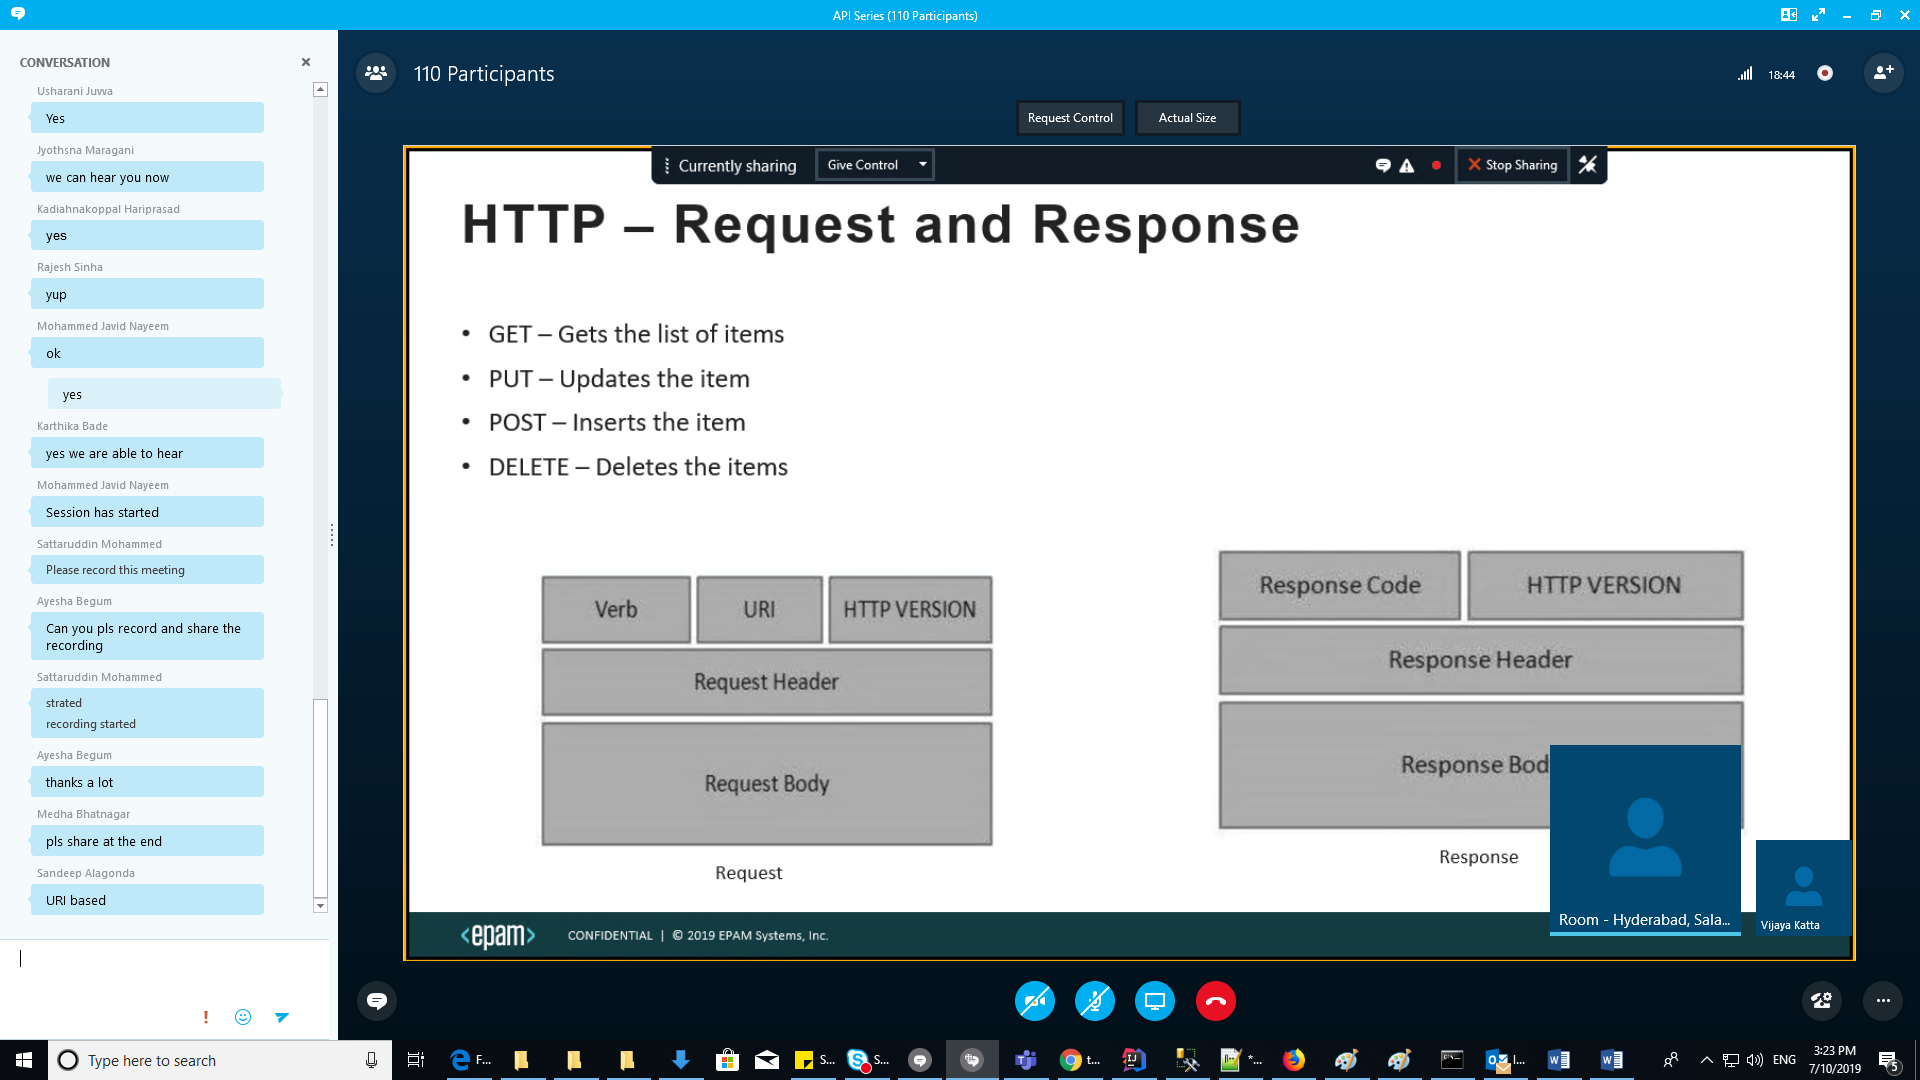 API Series (110 Participants)
CONVERSATION
Usharani Juvva
Yes
Jyothsna Maragani
we can hear you now
Kadiahnakoppal Hariprasad
yes
Rajesh Sinha
yup
Mohammed Javid Nayeem
ok
yes
Karthika Bade
yes we are able to hear
Mohammed Javid Nayeem
Session has started
Sattaruddin Mohammed
Please record this meeting
Ayesha Begum
Can you pls record and share the
recording
Sattaruddin Mohammed
strated
recording started
Ayesha Begum
thanks a lot
Medha Bhatnagar
pls share at the end
Sandeep Alagonda
URI based
110 Participants
18:44
Request Control
Actual Size
Currently sharing
Give Control
Stop Sharing
HTTP – Request and Response
• GET – Gets the list of items
• PUT – Updates the item
• POST – Inserts the item
• DELETE – Deletes the items
Verb
URI
HTTP VERSION
Request Header
Request Body
Request
Response Code
HTTP VERSION
Response Header
Response Bod
Response
<epam>
CONFIDENTIAL | © 2019 EPAM Systems, Inc.
Room - Hyderabad, Sala...
Vijaya Katta
Type here to search
F...
S...
S...
t...
*...
I...
ENG
3:23 PM
7/10/2019
5